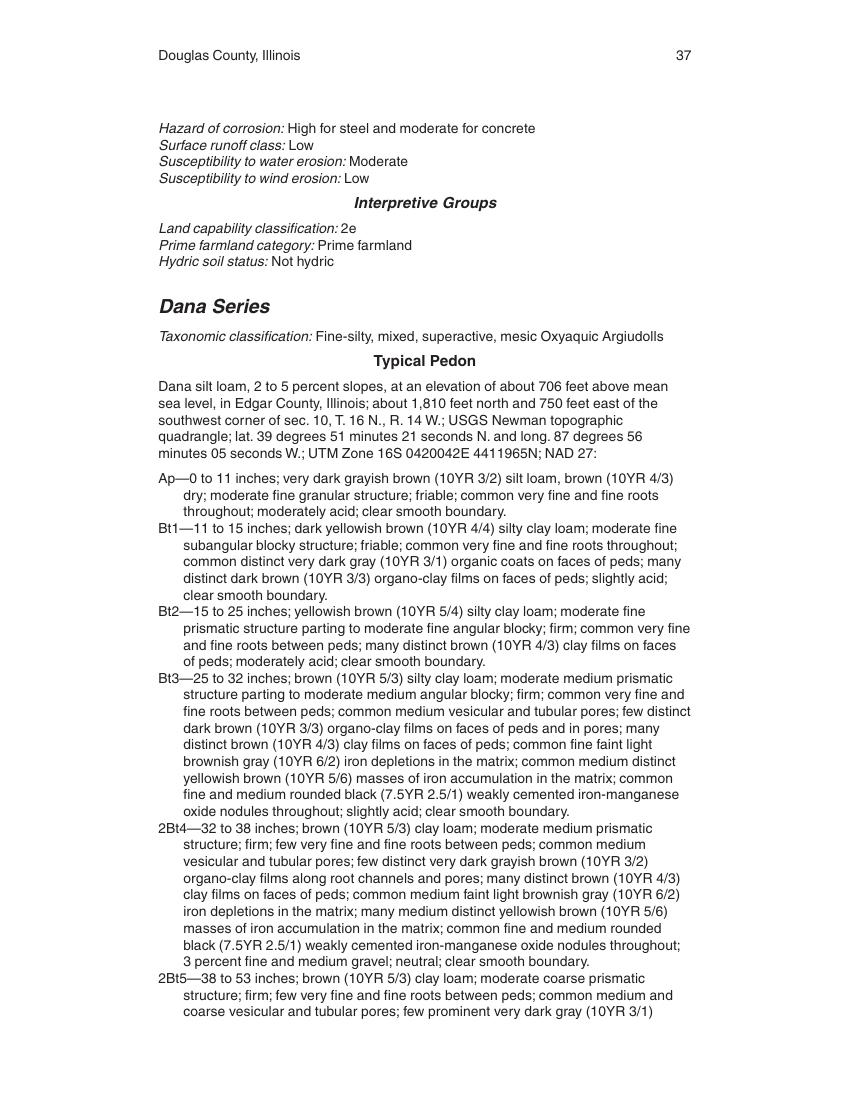 Douglas County, Illinois 37
Hazard of corrosion: High for steel and moderate for concrete
Surface runoff class: Low
Susceptibility to water erosion: Moderate
Susceptibility to wind erosion: Low
Interpretive Groups
Land capability classification: 2e
Prime farmland category: Prime farmland
Hydric soil status: Not hydric
Dana Series
Taxonomic classification: Fine-silty, mixed, superactive, mesic Oxyaquic Argiudolls
Typical Pedon
Dana silt loam, 2 to 5 percent slopes, at an elevation of about 706 feet above mean
sea level, in Edgar County, Illinois; about 1,810 feet north and 750 feet east of the
southwest corner of sec. 10, T. 16 N., R. 14 W.; USGS Newman topographic
quadrangle; lat. 39 degrees 51 minutes 21 seconds N. and long. 87 degrees 56
minutes 05 seconds W.; UTM Zone 16S 0420042E 4411965N; NAD 27:
Ap—0 to 11 inches; very dark grayish brown (10YR 3/2) silt loam, brown (10YR 4/3)
dry; moderate fine granular structure; friable; common very fine and fine roots
throughout; moderately acid; clear smooth boundary.
Bt1—11 to 15 inches; dark yellowish brown (10YR 4/4) silty clay loam; moderate fine
subangular blocky structure; friable; common very fine and fine roots throughout;
common distinct very dark gray (10YR 3/1) organic coats on faces of peds; many
distinct dark brown (10YR 3/3) organo-clay films on faces of peds; slightly acid;
clear smooth boundary.
Bt2—15 to 25 inches; yellowish brown (10YR 5/4) silty clay loam; moderate fine
prismatic structure parting to moderate fine angular blocky; firm; common very fine
and fine roots between peds; many distinct brown (10YR 4/3) clay films on faces
of peds; moderately acid; clear smooth boundary.
Bt3—25 to 32 inches; brown (10YR 5/3) silty clay loam; moderate medium prismatic
structure parting to moderate medium angular blocky; firm; common very fine and
fine roots between peds; common medium vesicular and tubular pores; few distinct
dark brown (10YR 3/3) organo-clay films on faces of peds and in pores; many
distinct brown (10YR 4/3) clay films on faces of peds; common fine faint light
brownish gray (10YR 6/2) iron depletions in the matrix; common medium distinct
yellowish brown (10YR 5/6) masses of iron accumulation in the matrix; common
fine and medium rounded black (7.5YR 2.5/1) weakly cemented iron-manganese
oxide nodules throughout; slightly acid; clear smooth boundary.
2Bt4—32 to 38 inches; brown (10YR 5/3) clay loam; moderate medium prismatic
structure; firm; few very fine and fine roots between peds; common medium
vesicular and tubular pores; few distinct very dark grayish brown (10YR 3/2)
organo-clay films along root channels and pores; many distinct brown (10YR 4/3)
clay films on faces of peds; common medium faint light brownish gray (10YR 6/2)
iron depletions in the matrix; many medium distinct yellowish brown (10YR 5/6)
masses of iron accumulation in the matrix; common fine and medium rounded
black (7.5YR 2.5/1) weakly cemented iron-manganese oxide nodules throughout;
3 percent fine and medium gravel; neutral; clear smooth boundary.
2Bt5—38 to 53 inches; brown (10YR 5/3) clay loam; moderate coarse prismatic
structure; firm; few very fine and fine roots between peds; common medium and
coarse vesicular and tubular pores; few prominent very dark gray (10YR 3/1)